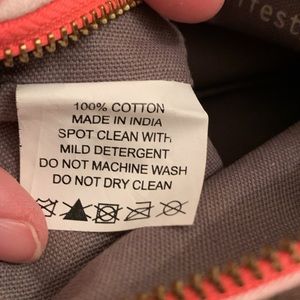 100% COTTON
MADE IN INDIA
SPOT CLEAN WITH
MILD DETERGENT
DO NOT MACHINE WASH
DO NOT DRY CLEAN